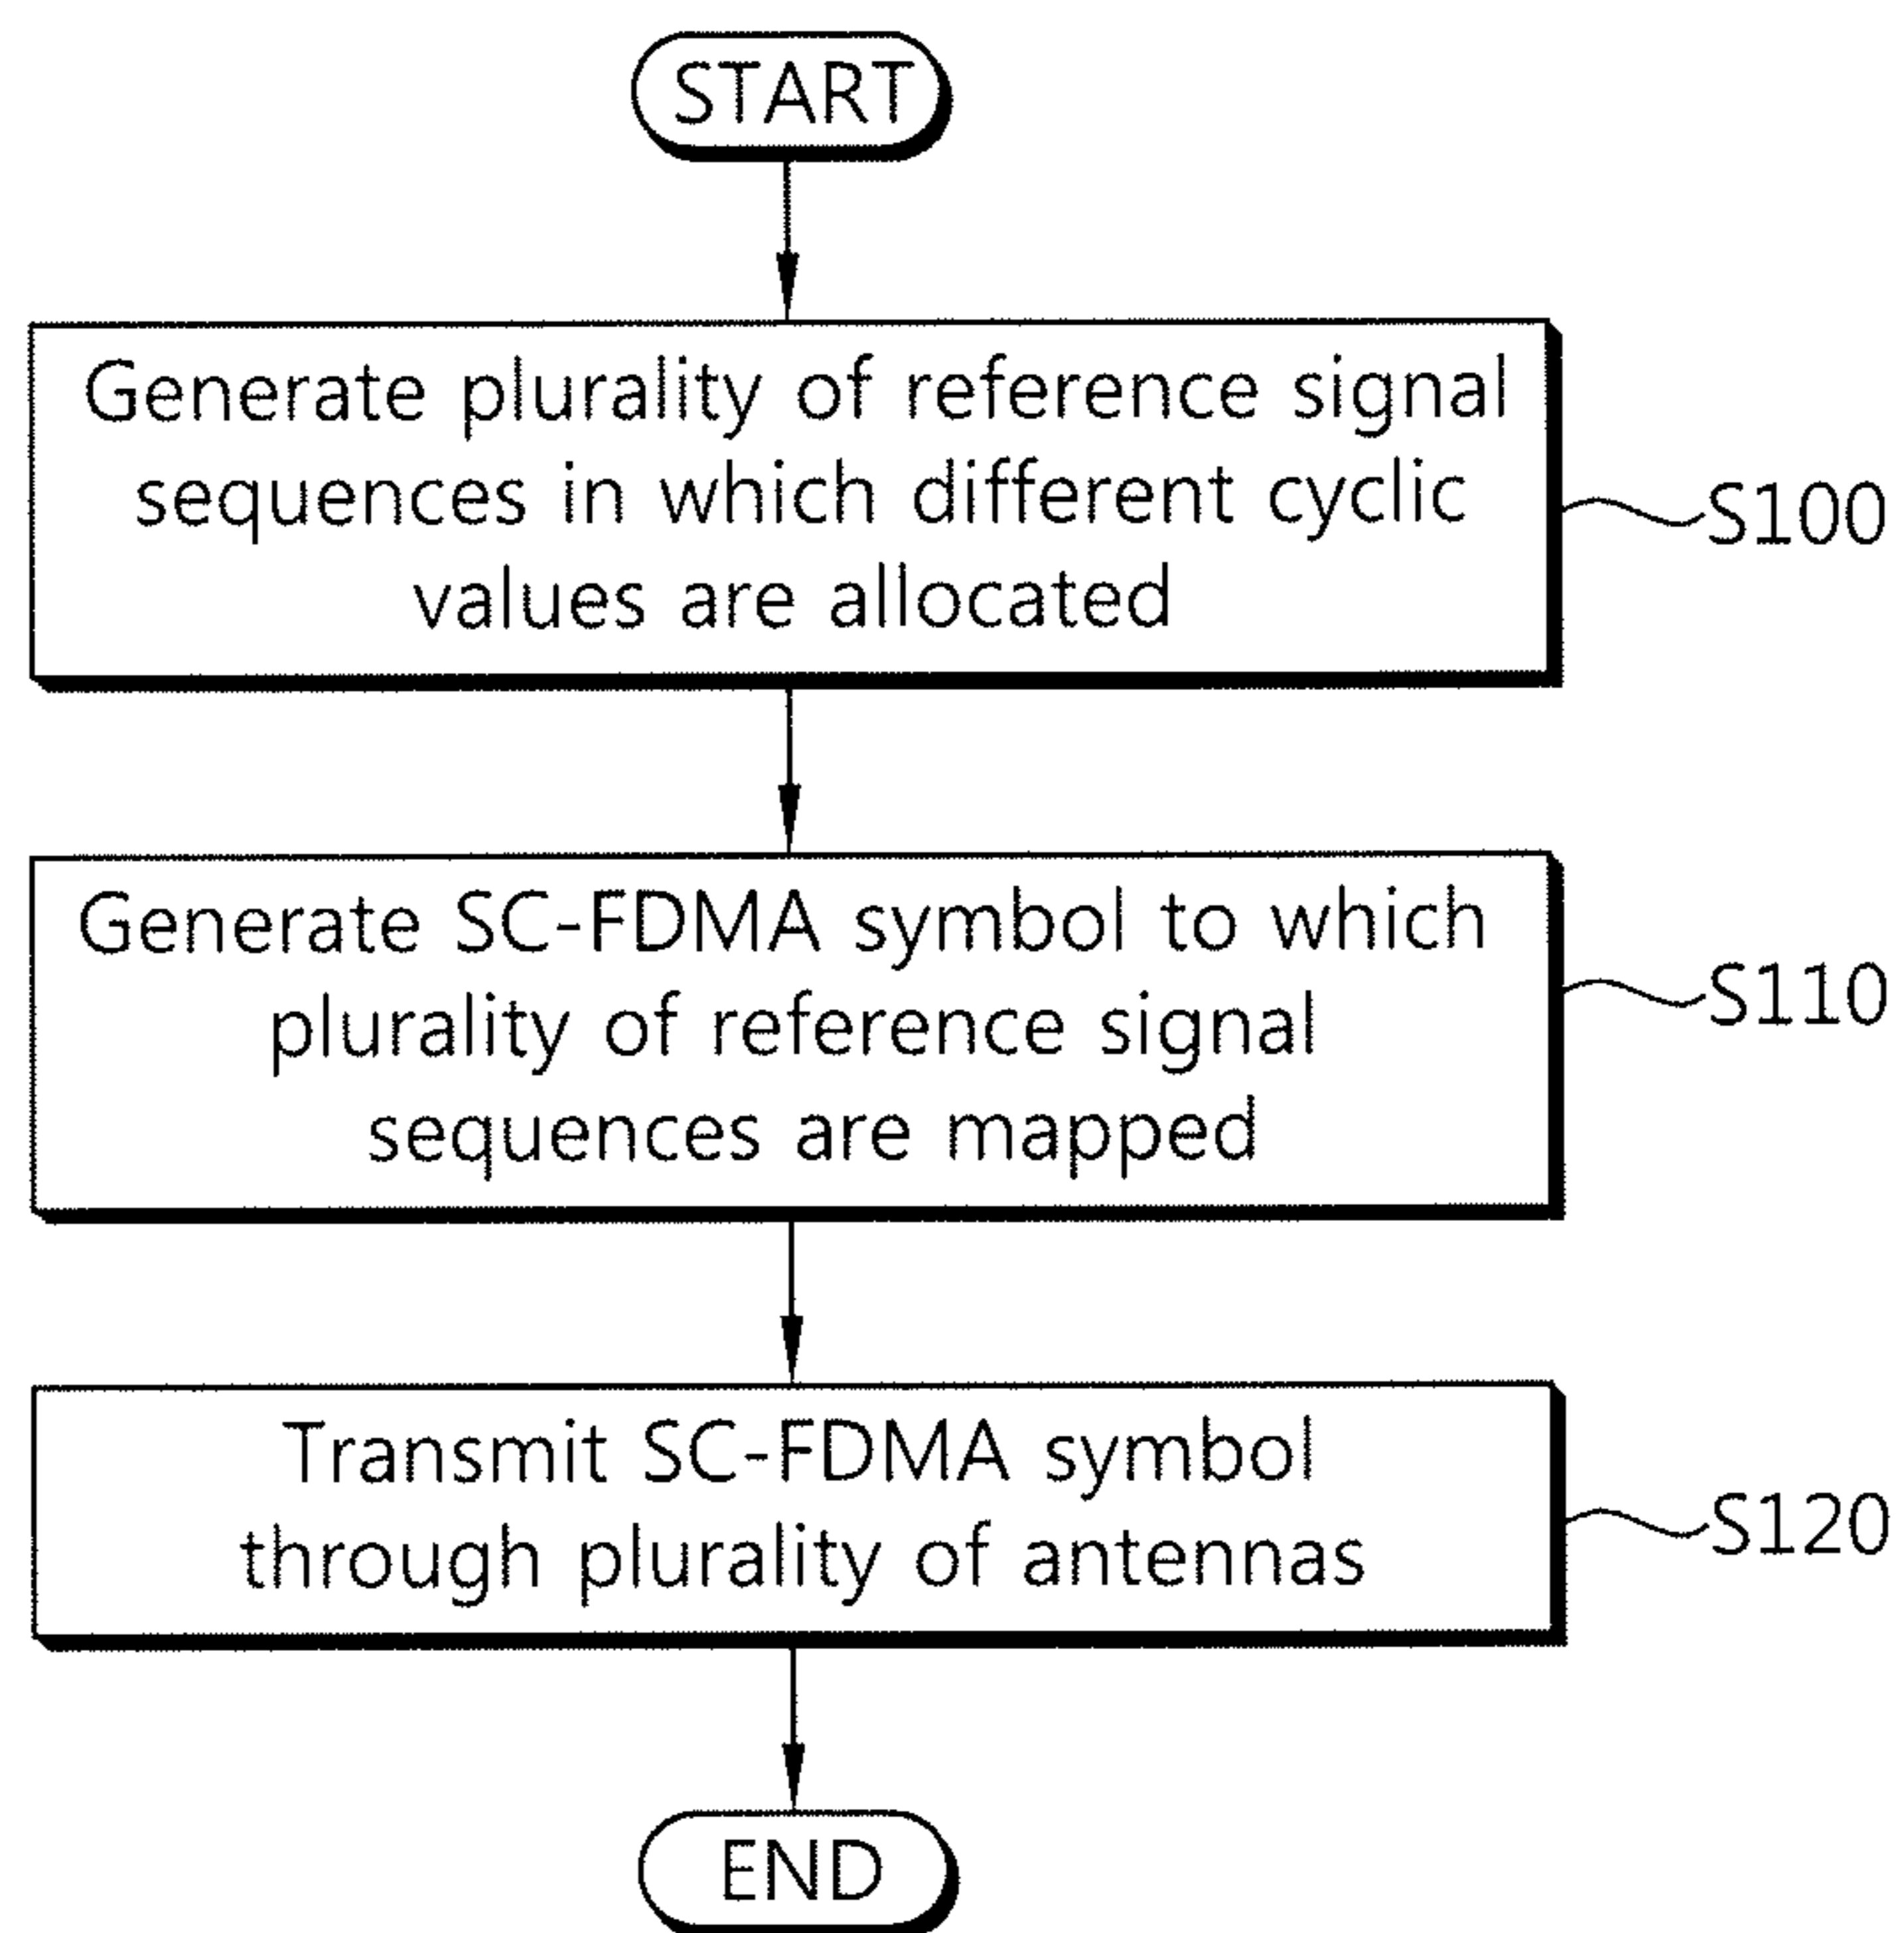 START
Generate plurality of reference signal
sequences in which different cyclic
values are allocated
S100
Generate SC-FDMA symbol to which
plurality of reference signal
sequences are mapped
S110
Transmit SC-FDMA symbol
through plurality of antennas
S120
END